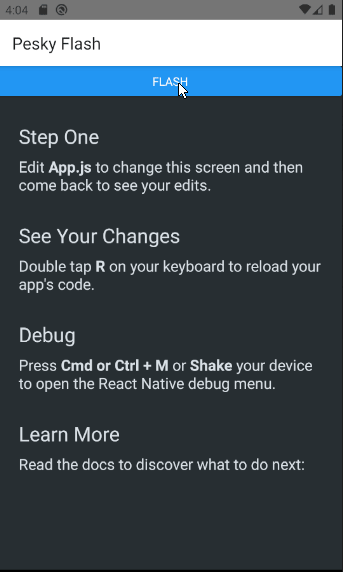 4:04
Pesky Flash
FLASH
Step One
Edit App.js to change this screen and then
come back to see your edits.
See Your Changes
Double tap R on your keyboard to reload your
app's code.
Debug
Press Cmd or Ctrl + M or Shake your device
to open the React Native debug menu.
Learn More
Read the docs to discover what to do next: